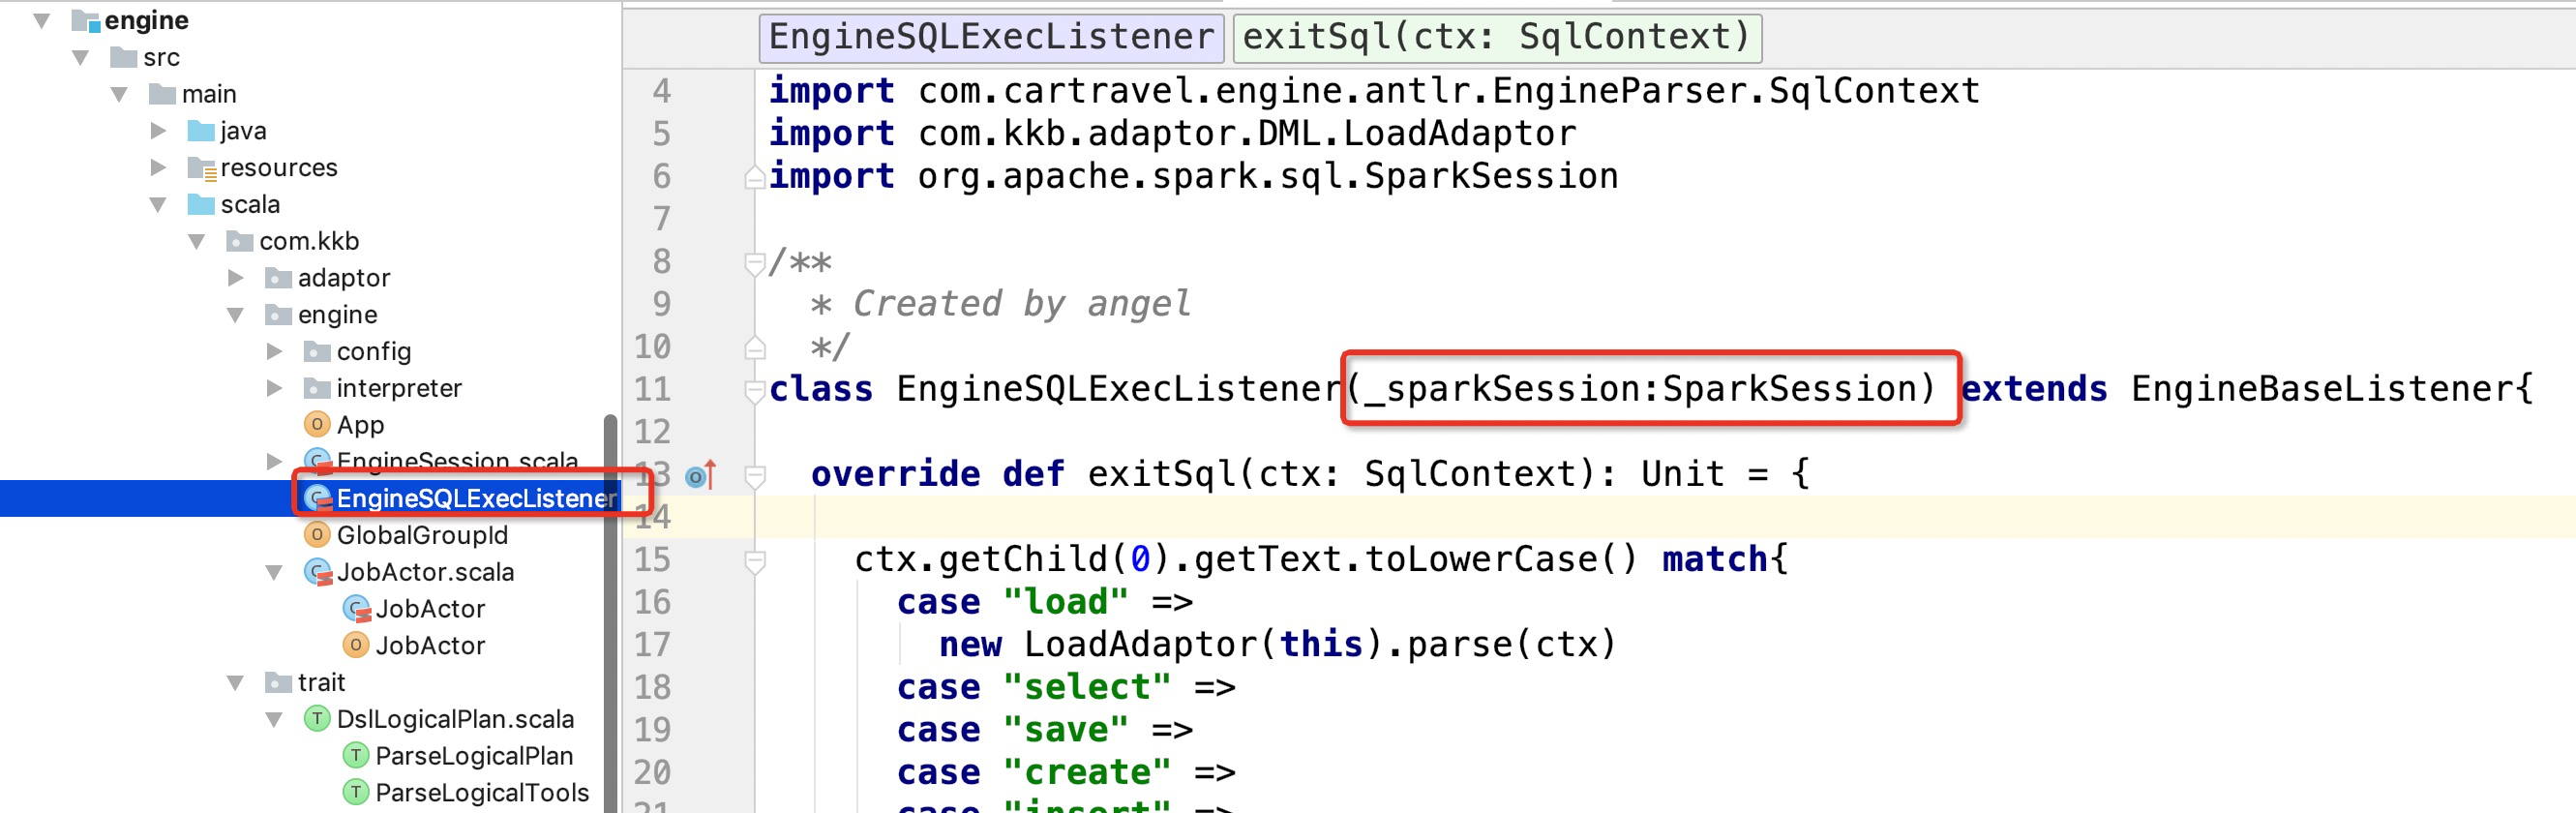 engine
src
main
java
resources
scala
com.kkb
adaptor
engine
config
interpreter
App
EngineSession.scala
EngineSQLExecListener
GlobalGroupId
JobActor.scala
JobActor
JobActor
trait
DslLogicalPlan.scala
ParseLogicalPlan
ParseLogicalTools
EngineSQLExecListener exitSql(ctx: SqlContext)
4 import com.cartravel.engine.antlr.EngineParser.SqlContext
5 import com.kkb.adaptor.DML.LoadAdaptor
6 import org.apache.spark.sql.SparkSession
7
8 /**
9 * Created by angel
10 */
11 class EngineSQLExecListener(_sparkSession:SparkSession) extends EngineBaseListener{
12
13 override def exitSql(ctx: SqlContext): Unit = {
14
15 ctx.getChild(0).getText.toLowerCase() match{
16 case "load" =>
17 new LoadAdaptor(this).parse(ctx)
18 case "select" =>
19 case "save" =>
20 case "create" =>
21 case "insert" =>